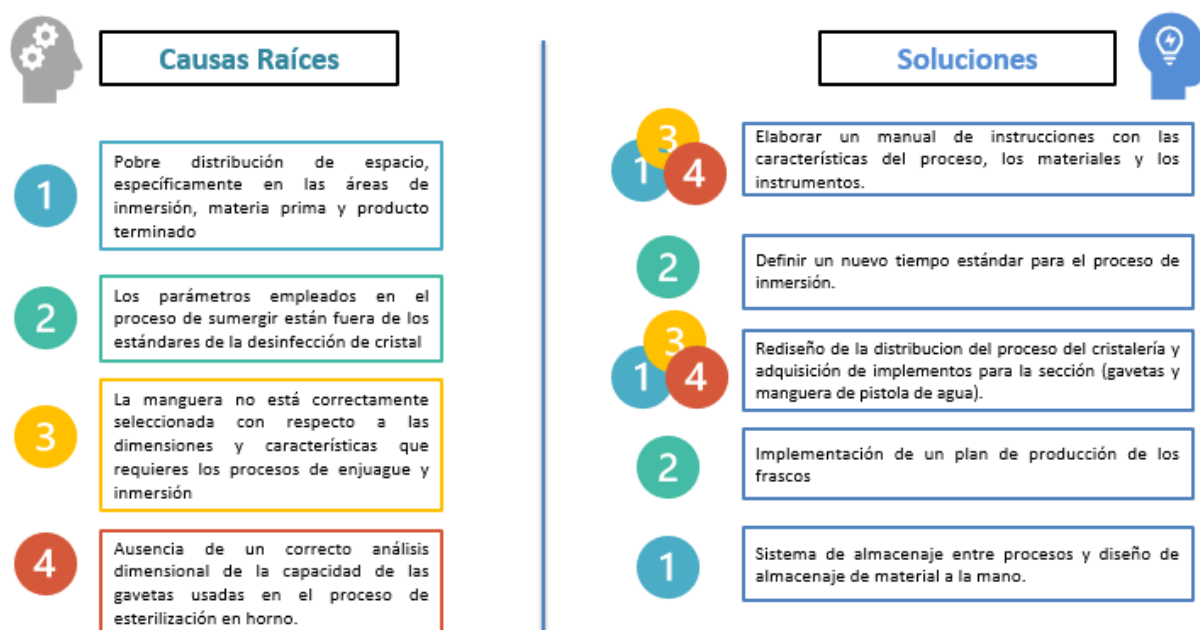 Causas Raíces
1
Pobre distribución de espacio,
específicamente en las áreas de
inmersión, materia prima y producto
terminado
2
Los parámetros empleados en el
proceso de sumergir están fuera de los
estándares de la desinfección de cristal
3
La manguera no está correctamente
seleccionada con respecto a las
dimensiones y características que
requieres los procesos de enjuague y
inmersión
4
Ausencia de un correcto análisis
dimensional de la capacidad de las
gavetas usadas en el proceso de
esterilización en horno.
Soluciones
3
1 4
Elaborar un manual de instrucciones con las
características del proceso, los materiales y los
instrumentos.
2
Definir un nuevo tiempo estándar para el proceso de
inmersión.
3
1 4
Rediseño de la distribucion del proceso del cristalería y
adquisición de implementos para la sección (gavetas y
manguera de pistola de agua).
2
Implementación de un plan de producción de los
frascos
1
Sistema de almacenaje entre procesos y diseño de
almacenaje de material a la mano.